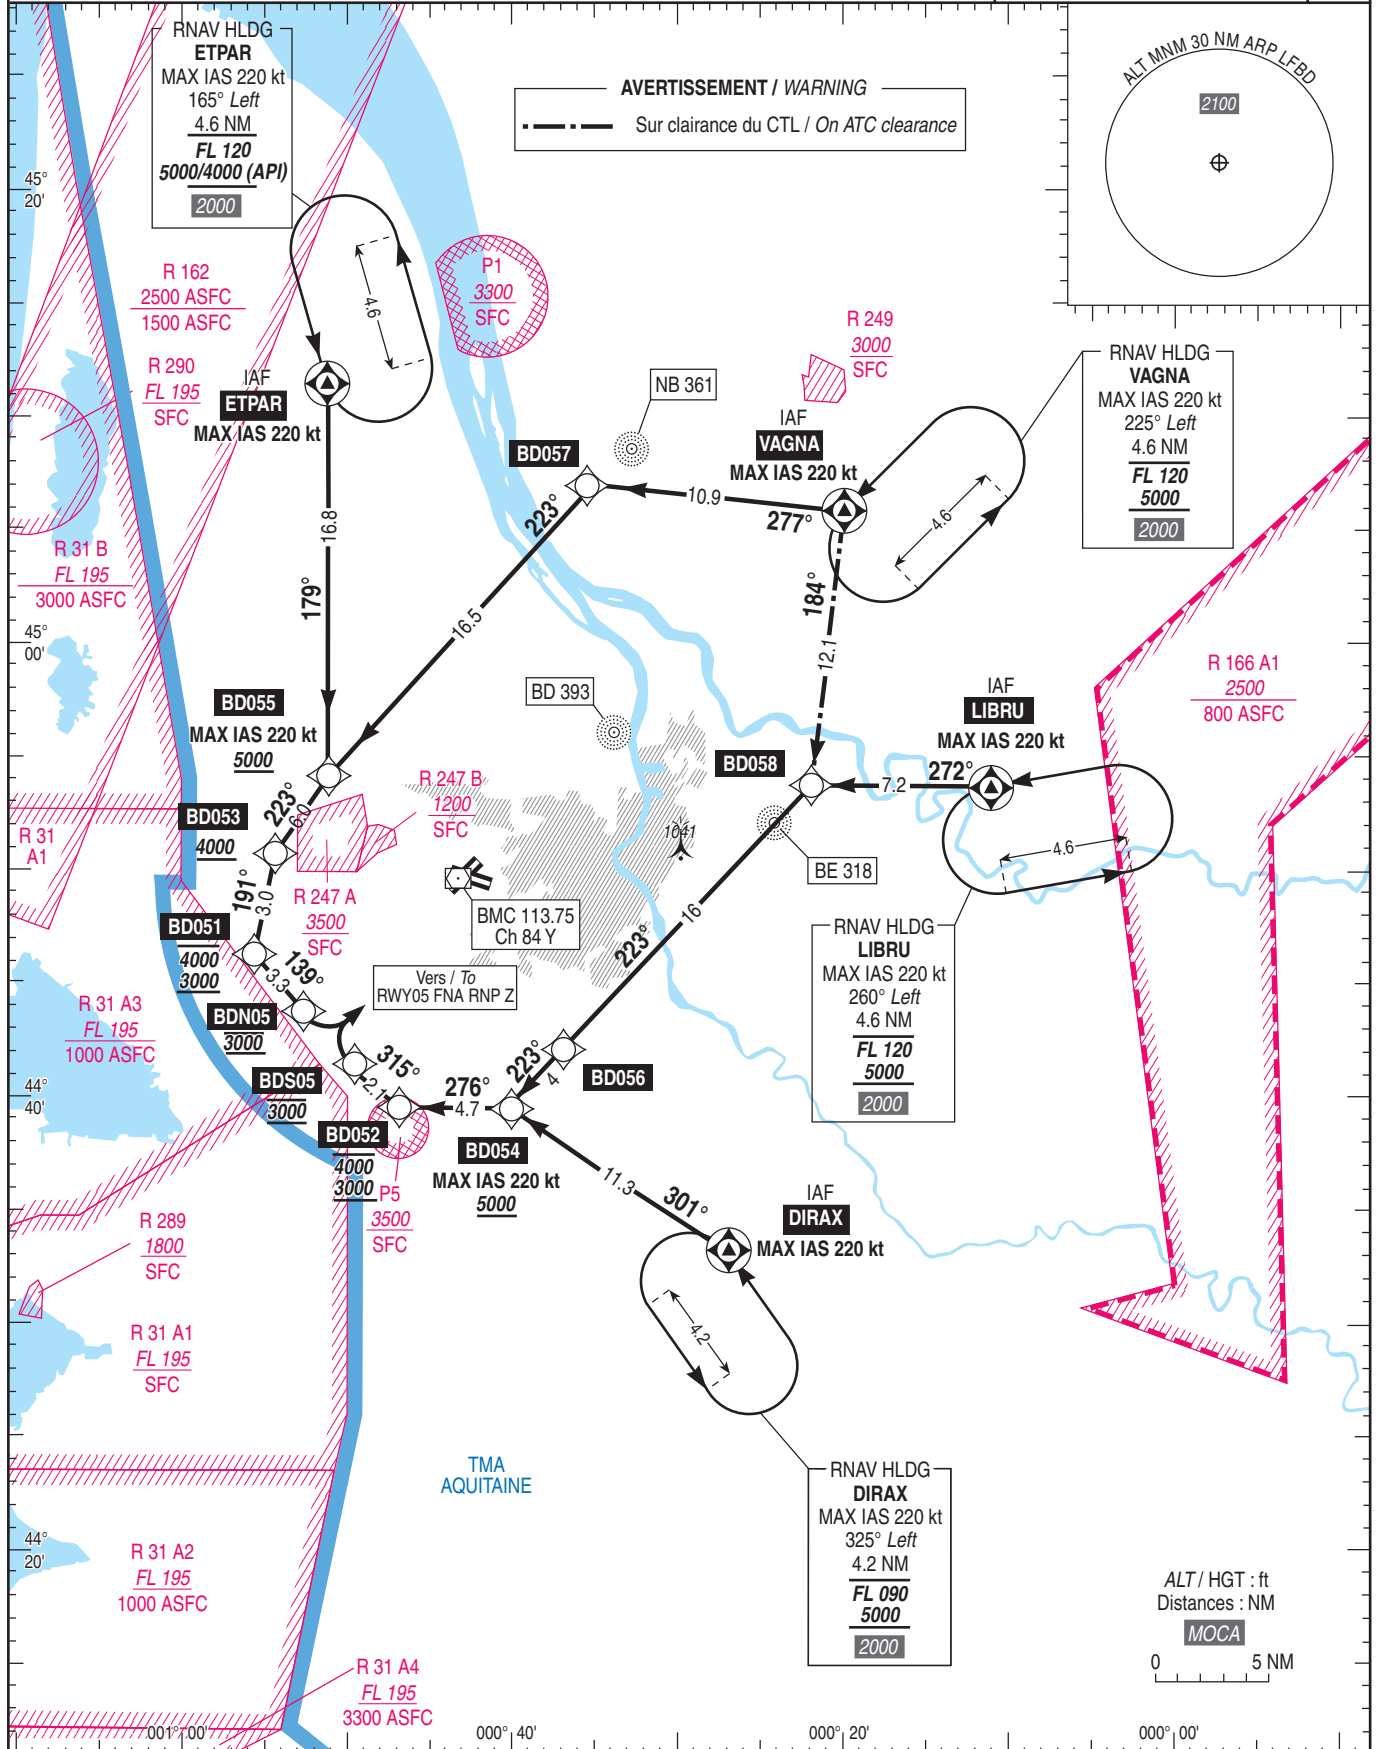 RNAV HLDG
ETPAR
MAX IAS 220 kt
165° Left
4.6 NM
FL 120
5000/4000 (API)
2000
AVERTISSEMENT / WARNING
Sur clairance du CTL / On ATC clearance
ALT MNM 30 NM ARP LFBD
2100
45°
20'
R 162
2500 ASFC
1500 ASFC
R 290
FL 195
SFC
4.6
P1
3300
SFC
R 249
3000
SFC
IAF
ETPAR
MAX IAS 220 kt
NB 361
IAF
VAGNA
MAX IAS 220 kt
RNAV HLDG
VAGNA
MAX IAS 220 kt
225° Left
4.6 NM
FL 120
5000
2000
BD057
10.9
277°
4.6
223°
16.8
179°
16.5
184°
12.1
R 31 B
FL 195
3000 ASFC
45°
00'
R 166 A1
2500
800 ASFC
BD 393
IAF
LIBRU
MAX IAS 220 kt
BD055
MAX IAS 220 kt
5000
BD058
7.2
272°
R 247 B
1200
SFC
223°
6.0
BD053
4000
R 31
A1
1041
4.6
BE 318
191°
3.0
R 247 A
3500
SFC
BMC 113.75
Ch 84 Y
16
223°
BD051
4000
3000
139°
3.3
Vers / To
RWY05 FNA RNP Z
RNAV HLDG
LIBRU
MAX IAS 220 kt
260° Left
4.6 NM
FL 120
5000
2000
R 31 A3
FL 195
1000 ASFC
BDN05
3000
315°
2.1
223°
4
BD056
BDS05
3000
276°
4.7
44°
40'
BD052
4000
3000
BD054
MAX IAS 220 kt
5000
P5
3500
SFC
11.3
301°
IAF
DIRAX
MAX IAS 220 kt
R 289
1800
SFC
4.2
R 31 A1
FL 195
SFC
TMA
AQUITAINE
RNAV HLDG
DIRAX
MAX IAS 220 kt
325° Left
4.2 NM
FL 090
5000
2000
44°
20'
R 31 A2
FL 195
1000 ASFC
ALT / HGT : ft
Distances : NM
MOCA
0 5 NM
R 31 A4
FL 195
3300 ASFC
001° 00'
000° 40'
000° 20'
000° 00'